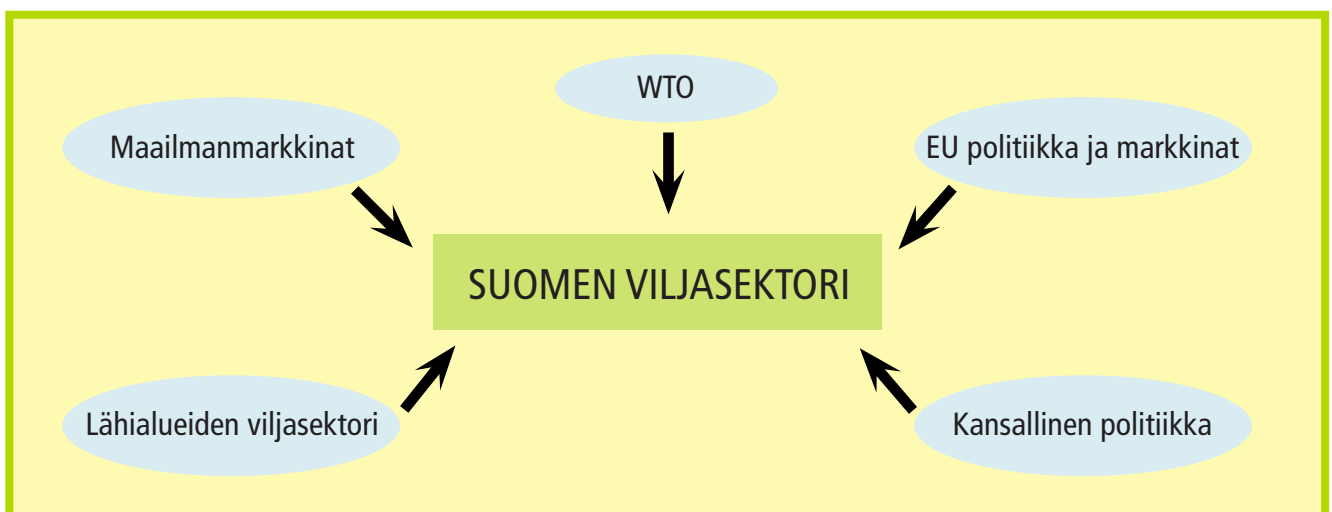 WTO
Maailmanmarkkinat
EU politiikka ja markkinat
SUOMEN VILJASEKTORI
Lähialueiden viljasektori
Kansallinen politiikka